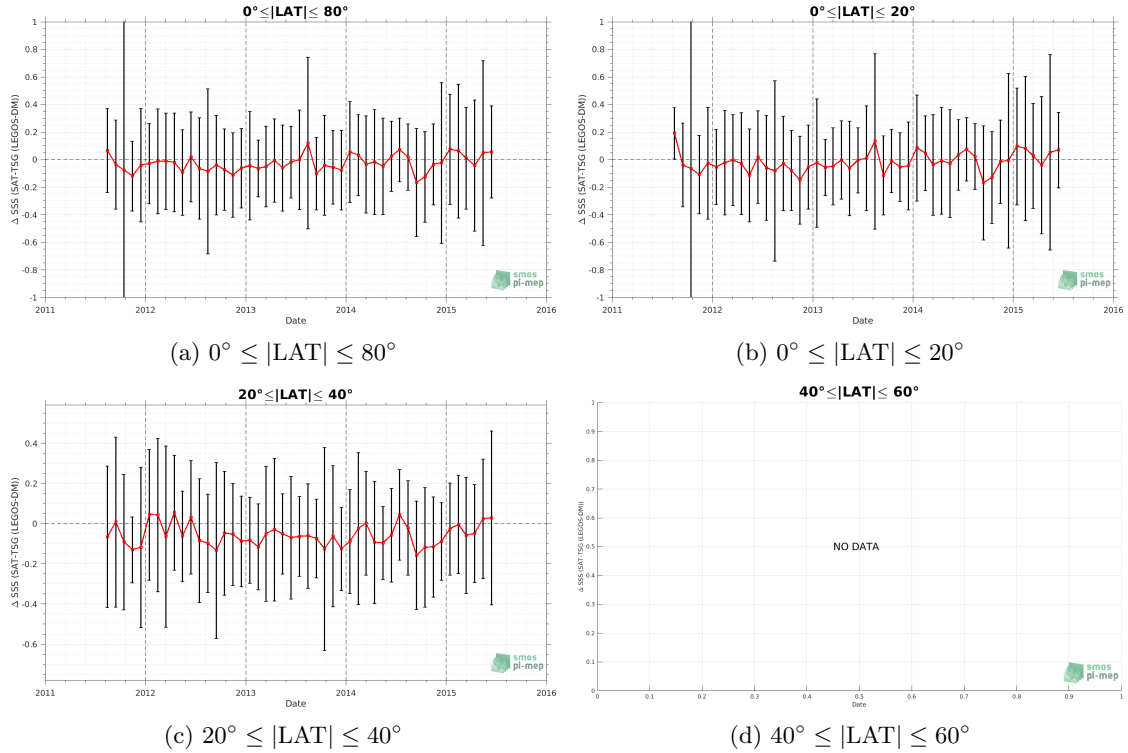 0°≤|LAT|≤ 80°
Δ SSS (SAT-TSG (LEGOS-DM))
1
0.8
0.6
0.4
0.2
0
-0.2
-0.4
-0.6
-0.8
-1
2011 2012 2013 2014 2015 2016
Date
smos
pi-mep
(a) 0° ≤ |LAT| ≤ 80°
0°≤|LAT|≤ 20°
Δ SSS (SAT-TSG (LEGOS-DM))
1
0.8
0.6
0.4
0.2
0
-0.2
-0.4
-0.6
-0.8
-1
2011 2012 2013 2014 2015 2016
Date
smos
pi-mep
(b) 0° ≤ |LAT| ≤ 20°
20°≤|LAT|≤ 40°
Δ SSS (SAT-TSG (LEGOS-DM))
0.4
0.2
0
-0.2
-0.4
-0.6
2011 2012 2013 2014 2015 2016
Date
smos
pi-mep
(c) 20° ≤ |LAT| ≤ 40°
40°≤|LAT|≤ 60°
Δ SSS (SAT-TSG (LEGOS-DM))
1
0.9
0.8
0.7
0.6
0.5
0.4
0.3
0.2
0.1
0
NO DATA
0 0.1 0.2 0.3 0.4 0.5 0.6 0.7 0.8 0.9 1
Date
smos
pi-mep
(d) 40° ≤ |LAT| ≤ 60°